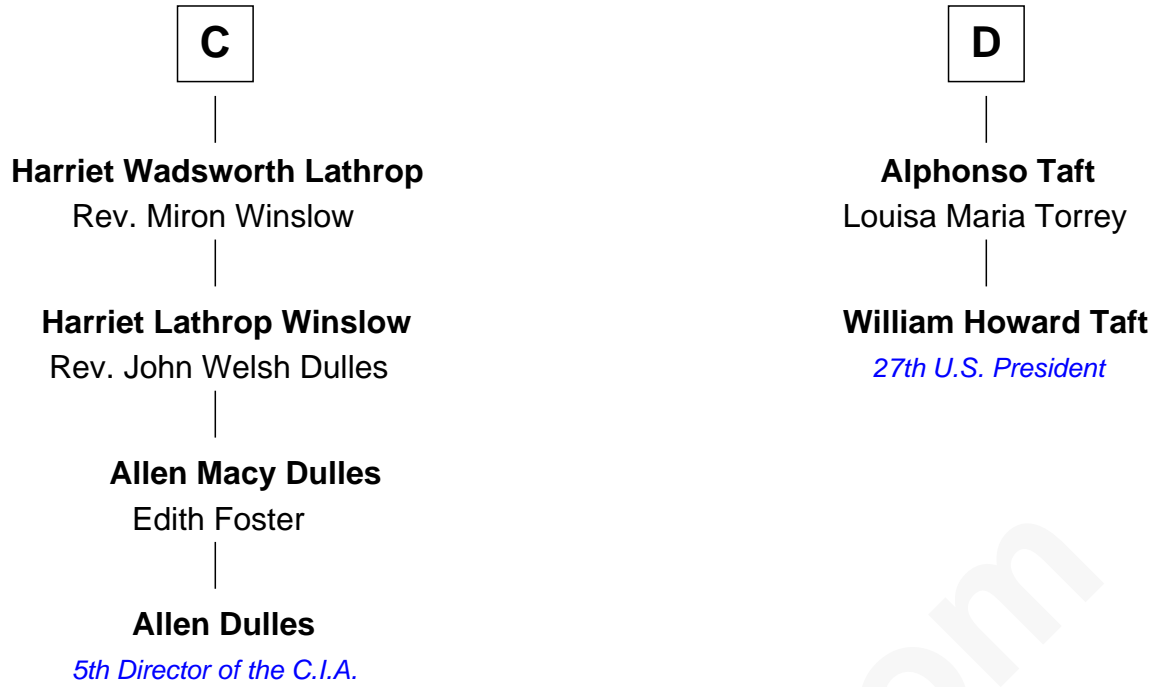 C
Harriet Wadsworth Lathrop
Rev. Miron Winslow
Harriet Lathrop Winslow
Rev. John Welsh Dulles
Allen Macy Dulles
Edith Foster
Allen Dulles
5th Director of the C.I.A.
D
Alphonso Taft
Louisa Maria Torrey
William Howard Taft
27th U.S. President
om